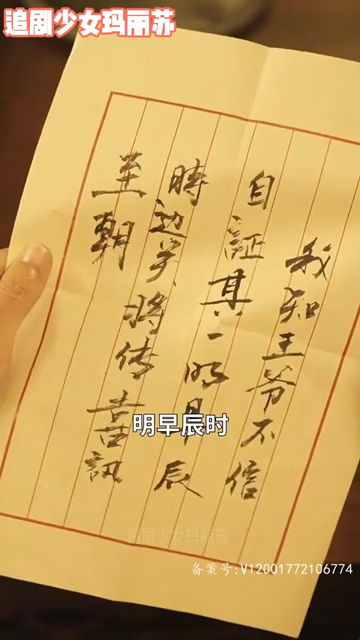 追剧少女玛丽苏
我知王爷不信
自証其一明日辰
時边关将传喜訊
至朝
明早辰时
追剧少女玛丽苏
备案号:V12001772106774